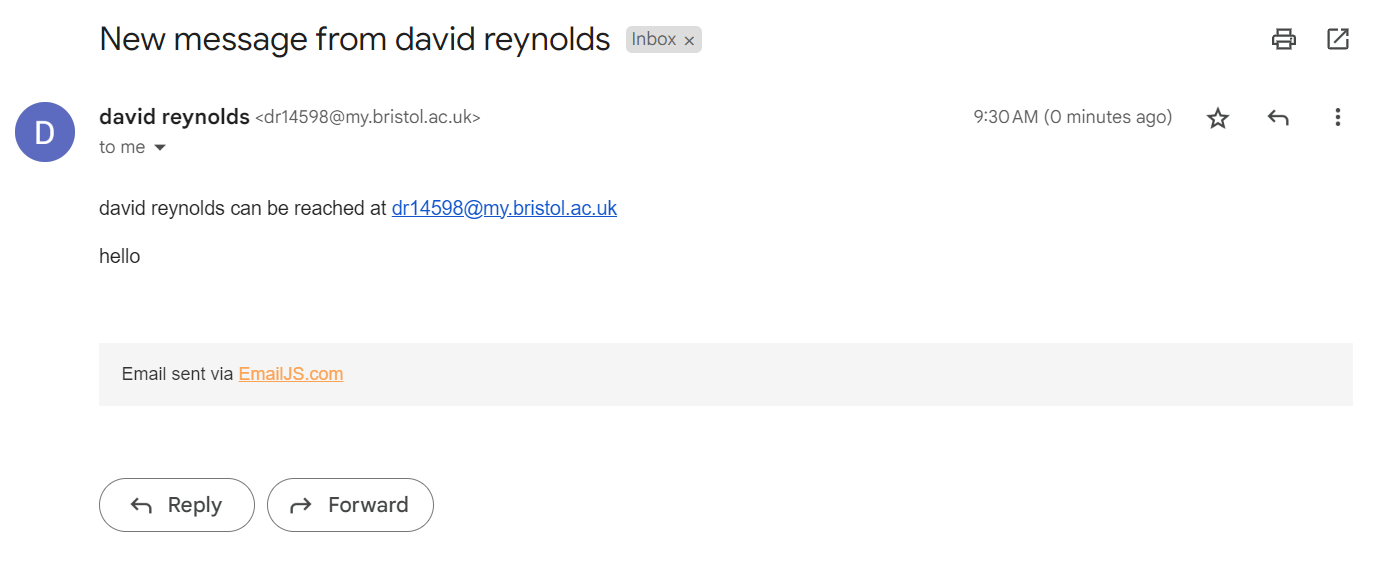 New message from david reynolds Inbox ×
david reynolds <dr14598@my.bristol.ac.uk> 9:30 AM (0 minutes ago)
to me
david reynolds can be reached at dr14598@my.bristol.ac.uk
hello
Email sent via EmailJS.com
Reply Forward
D